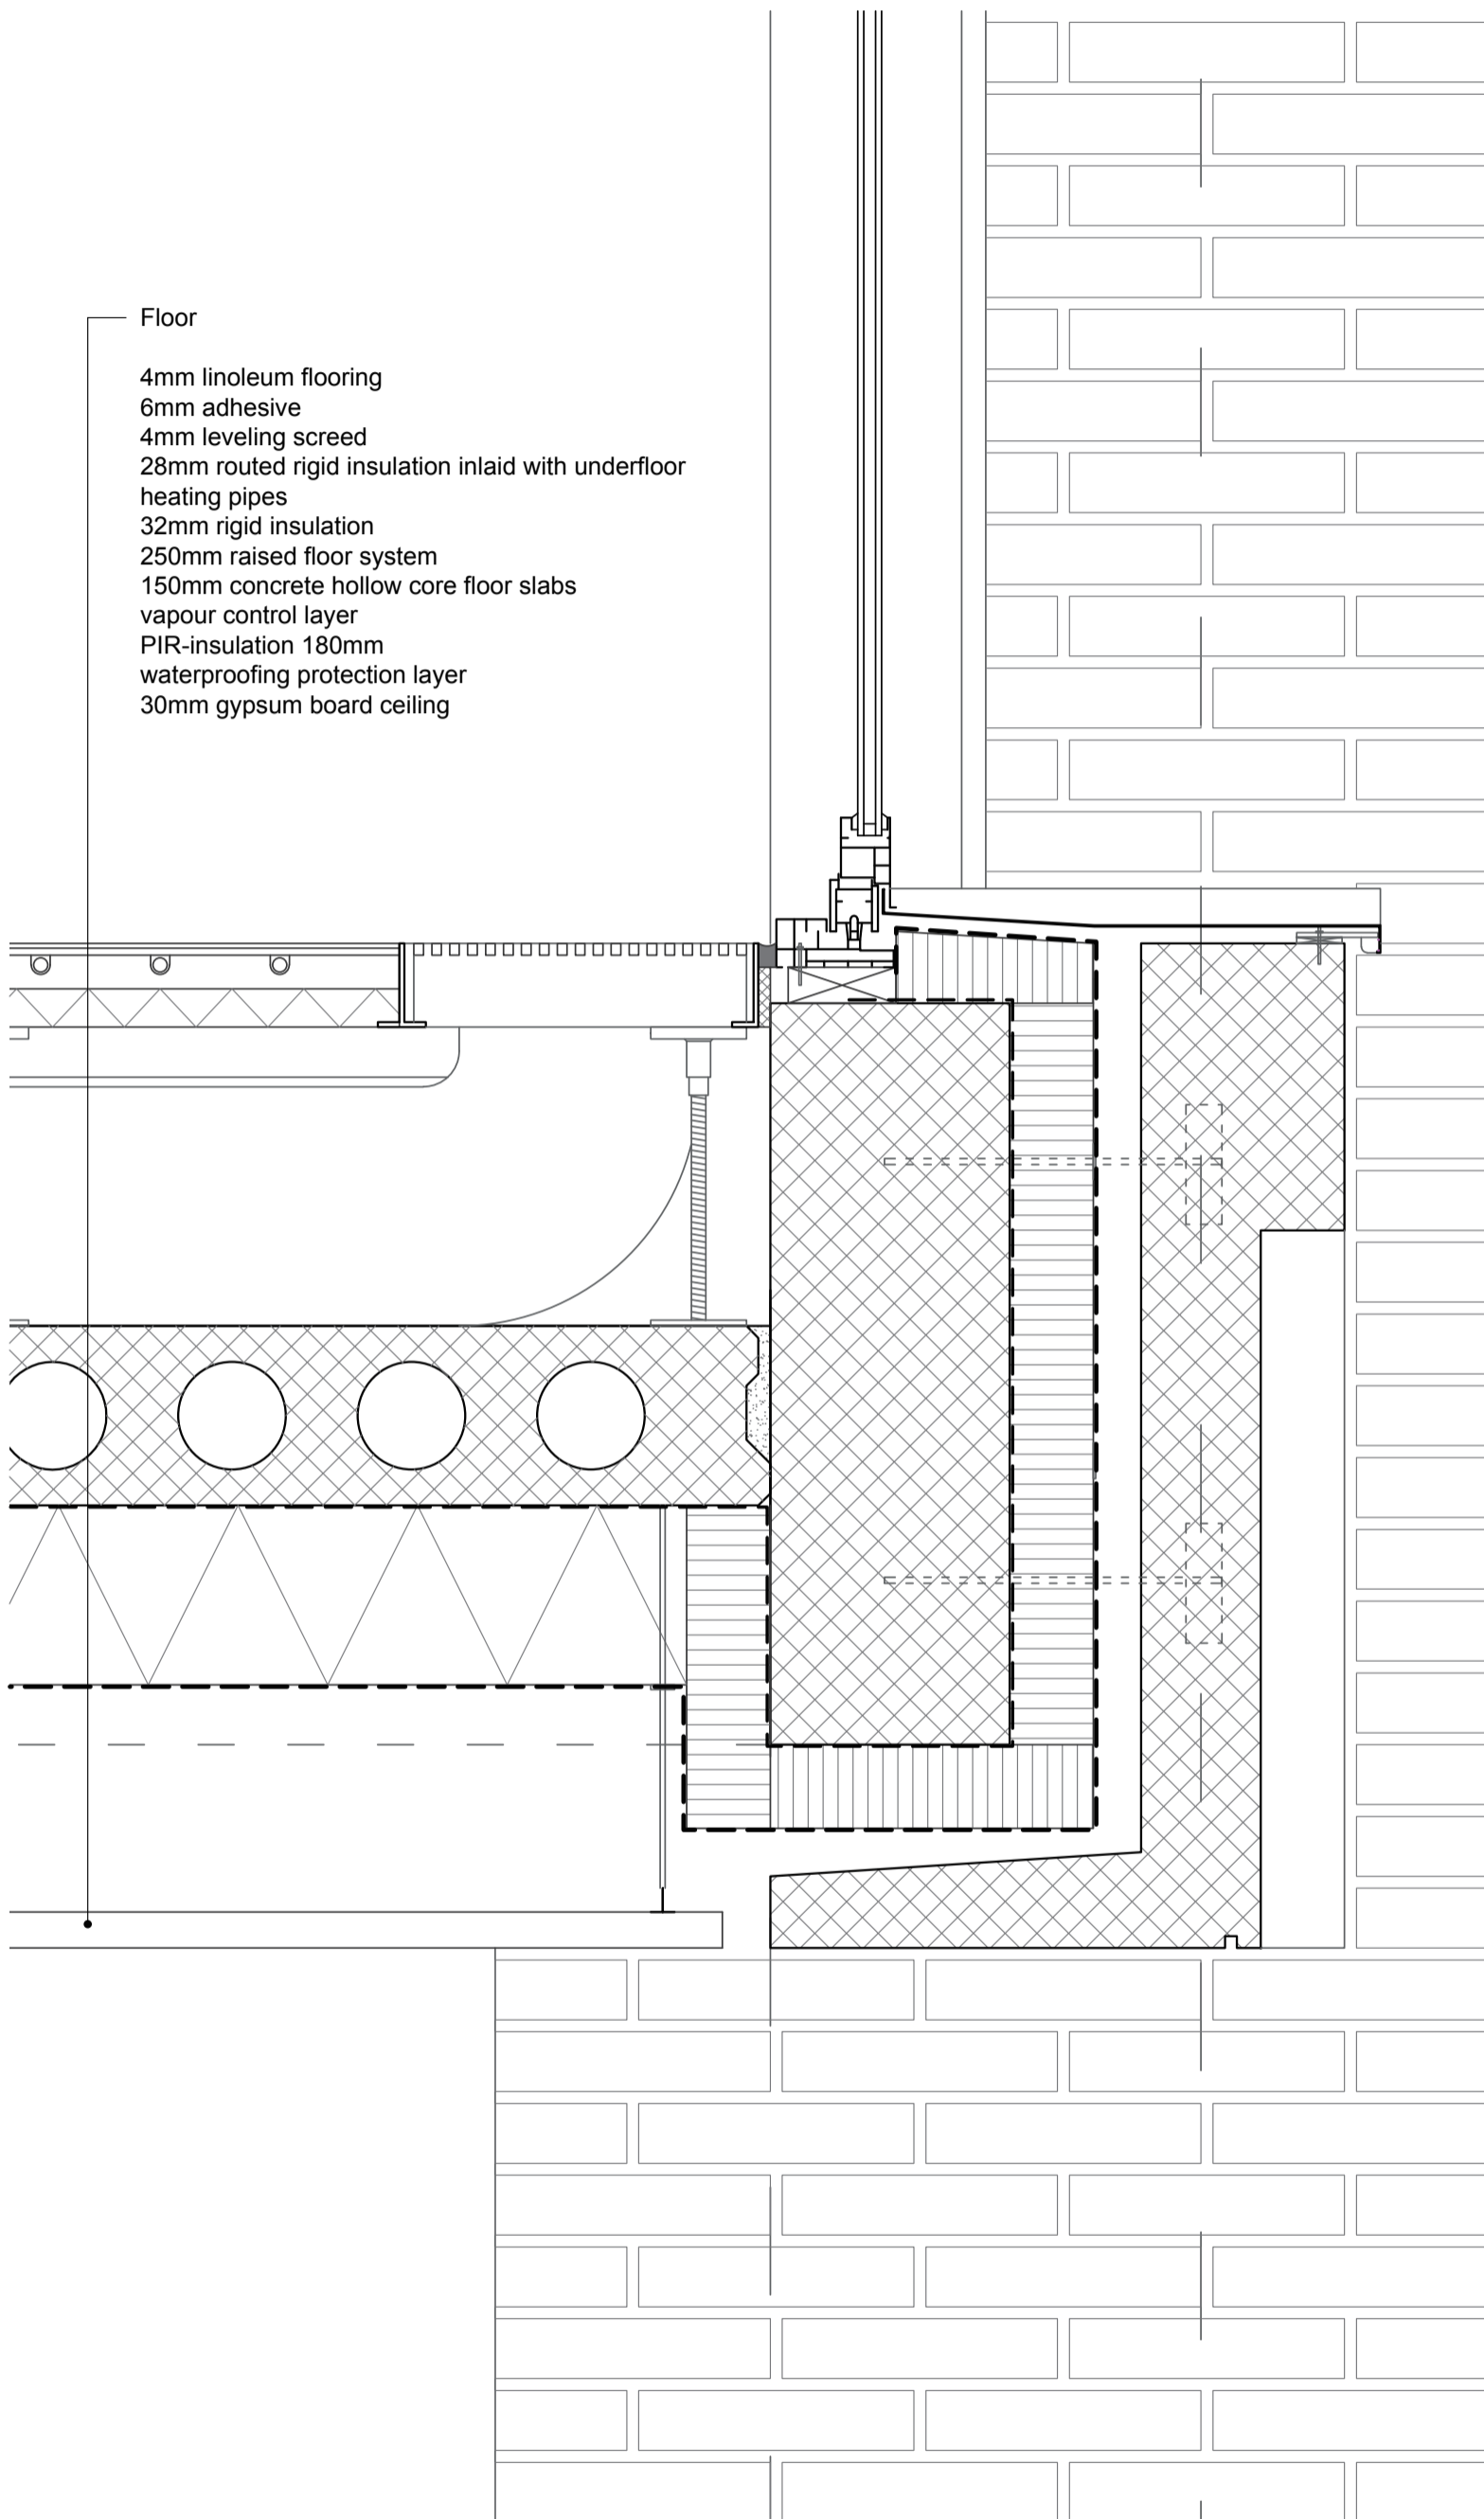 Floor
4mm linoleum flooring
6mm adhesive
4mm leveling screed
28mm routed rigid insulation inlaid with underfloor
heating pipes
32mm rigid insulation
250mm raised floor system
150mm concrete hollow core floor slabs
vapour control layer
PIR-insulation 180mm
waterproofing protection layer
30mm gypsum board ceiling